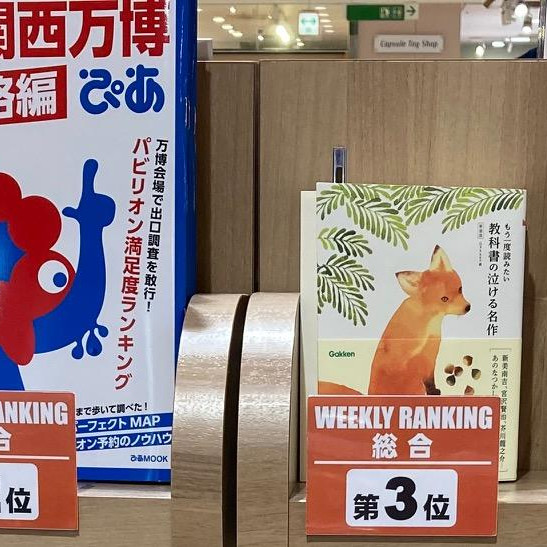 関西万博
略編 ぴあ
万博会場で出口調査を敢行！
パビリオン満足度ランキング
まで歩いて調べた！
ーフェクト MAP
オン予約のノウハウ
ぴあMOOK
ANKING
合
位
Capsule Toy Shop
もう一度読みたい
教科書の泣ける名作
Gakken
新美南吉、宮沢賢治、芥川龍之介…
あのなつかし
WEEKLY RANKING
総合
第3位